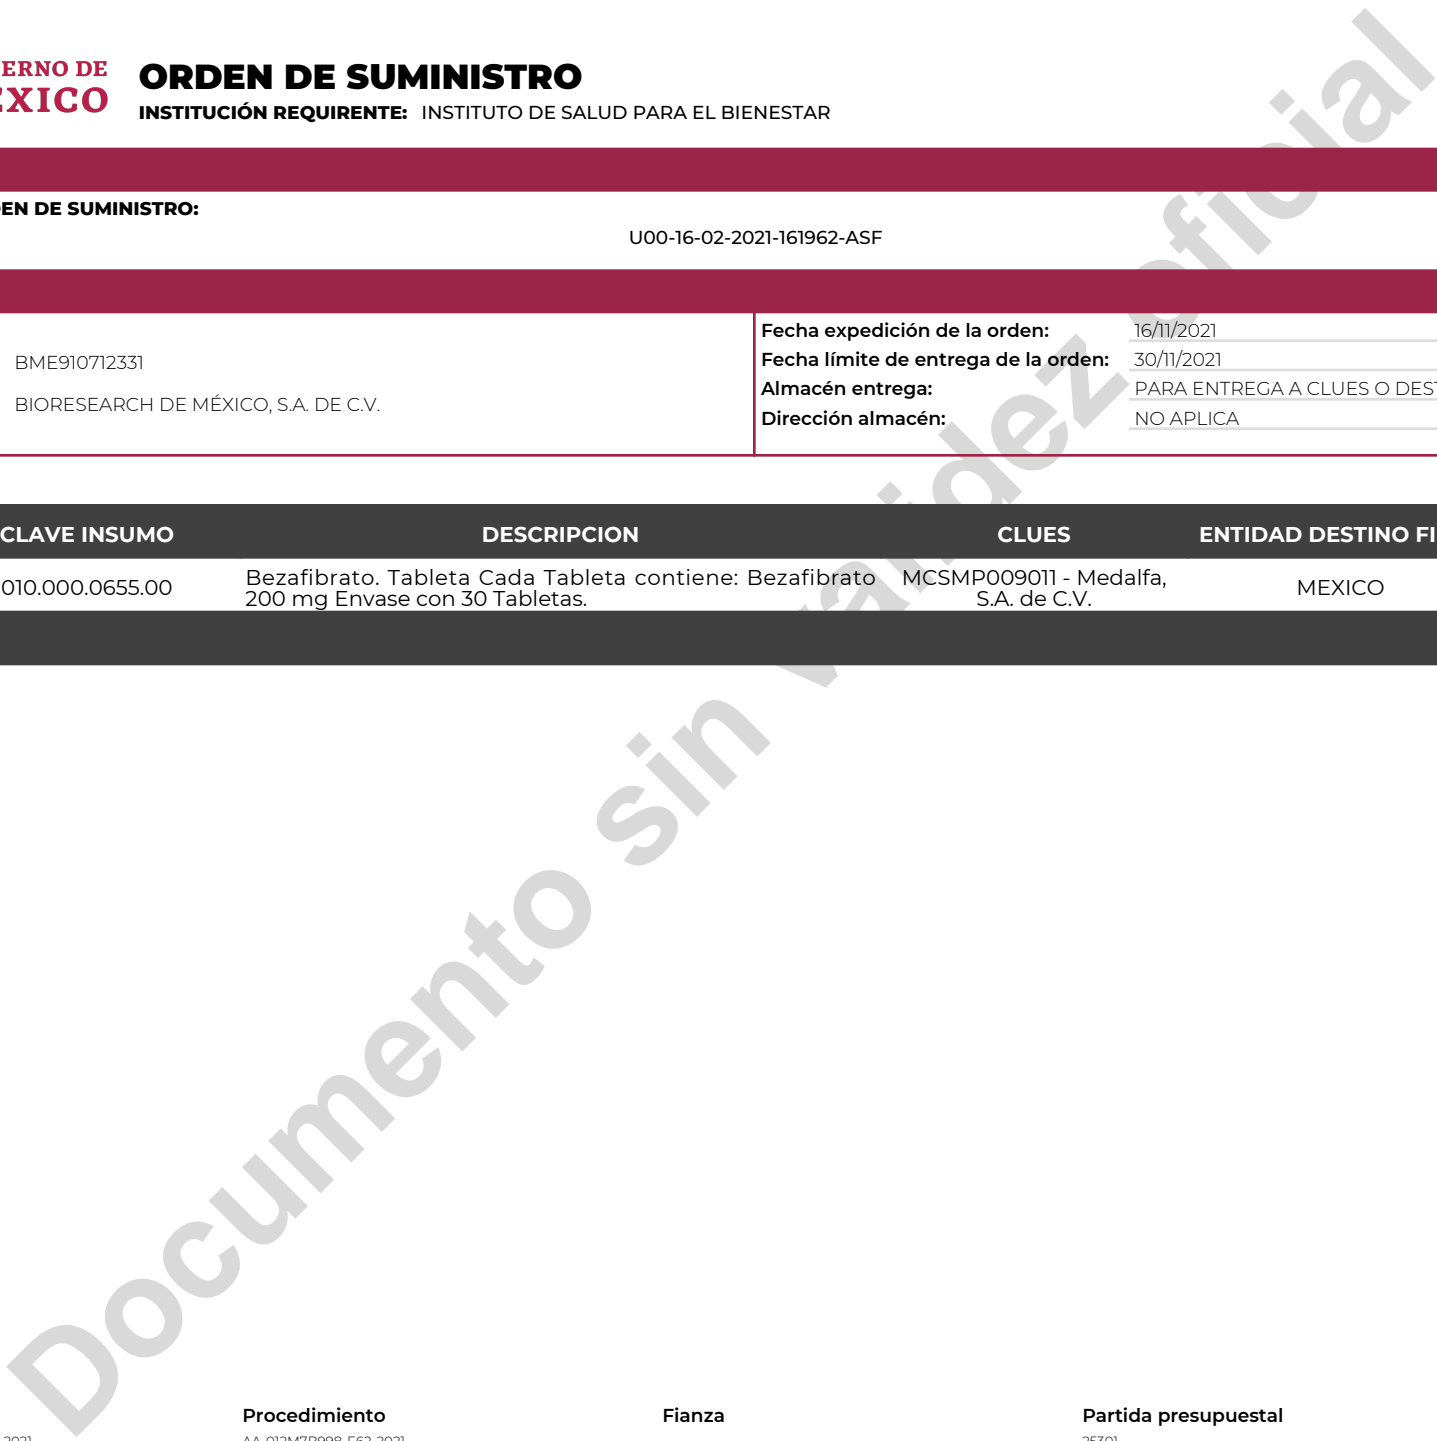 ERNO DE
EXICO
ORDEN DE SUMINISTRO
INSTITUCIÓN REQUIRENTE: INSTITUTO DE SALUD PARA EL BIENESTAR
EN DE SUMINISTRO:
U00-16-02-2021-161962-ASF
BME910712331
BIORESEARCH DE MÉXICO, S.A. DE C.V.
Fecha expedición de la orden: 16/11/2021
Fecha límite de entrega de la orden: 30/11/2021
Almacén entrega: PARA ENTREGA A CLUES O DEST
Dirección almacén: NO APLICA
CLAVE INSUMO DESCRIPCION CLUES ENTIDAD DESTINO FI
010.000.0655.00 Bezafibrato. Tableta Cada Tableta contiene: Bezafibrato 200 mg Envase con 30 Tabletas. MCSMP009011 - Medalfa, S.A. de C.V. MEXICO
Documento sin validez oficial
Procedimiento Fianza Partida presupuestal